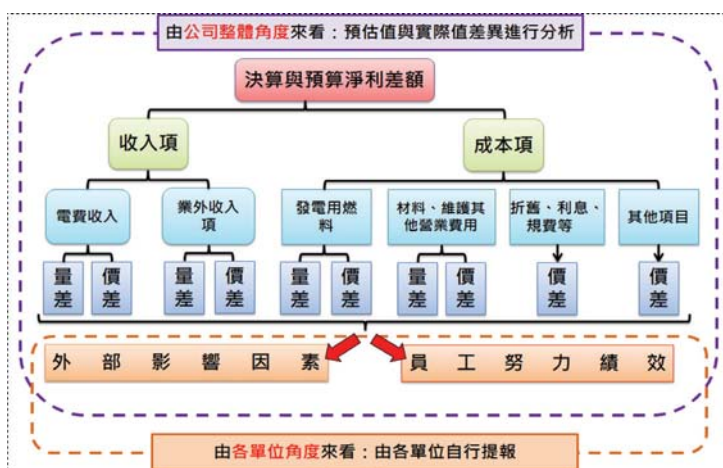 由公司整體角度來看：預估值與實際值差異進行分析
決算與預算淨利差額
收入項
成本項
電費收入
業外收入
項
發電用燃
料
材料、維護其
他營業費用
折舊、利息、
規費等
其他項目
量差
價差
量差
價差
量差
價差
量差
價差
價差
價差
外部影響因素
員工努力績效
由各單位角度來看：由各單位自行提報